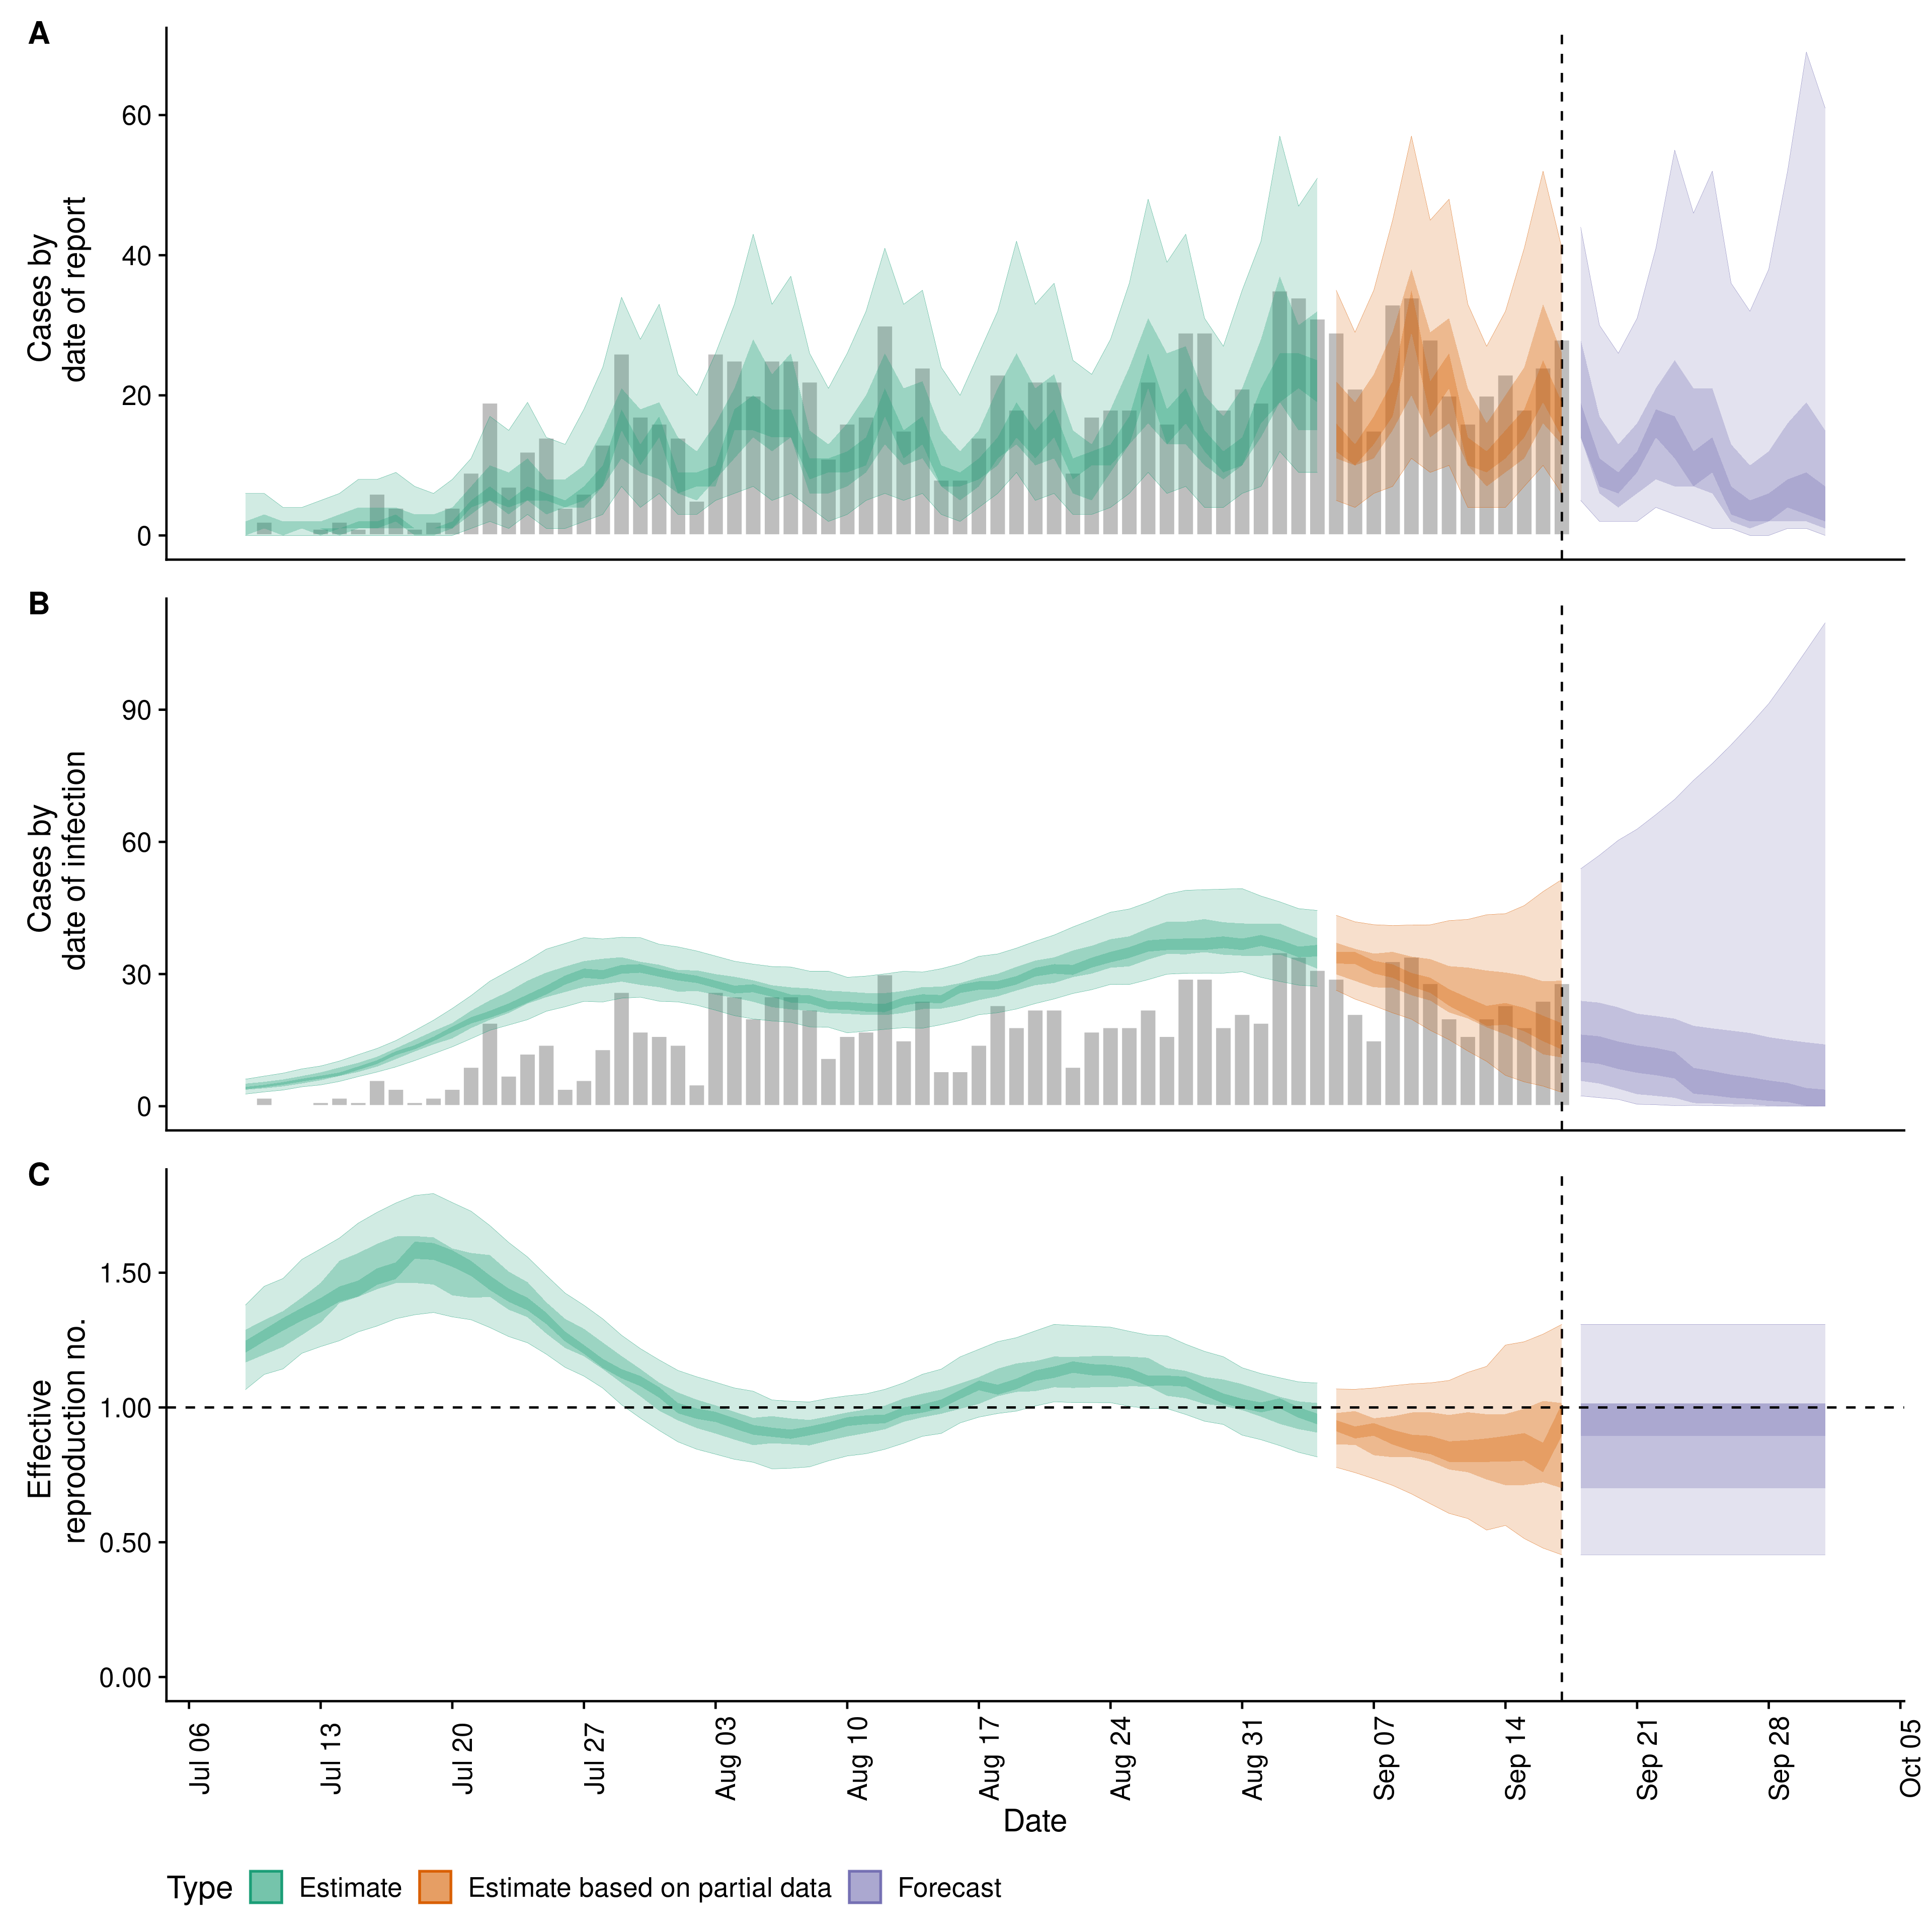 A
Cases by
date of report
60
40
20
0
B
Cases by
date of infection
90
60
30
0
C
Effective
reproduction no.
1.50
1.00
0.50
0.00
Jul 06
Jul 13
Jul 20
Jul 27
Aug 03
Aug 10
Aug 17
Aug 24
Aug 31
Sep 07
Sep 14
Sep 21
Sep 28
Oct 05
Date
Type Estimate Estimate based on partial data Forecast